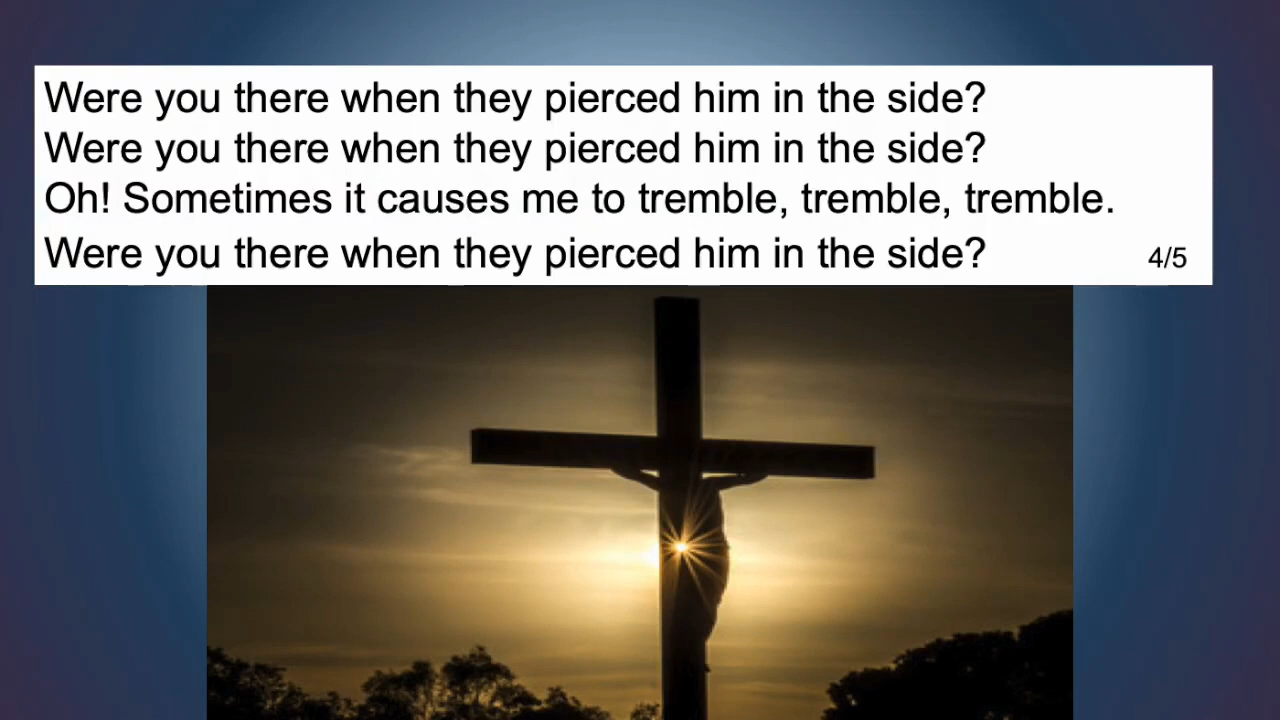 Were you there when they pierced him in the side?
Were you there when they pierced him in the side?
Oh! Sometimes it causes me to tremble, tremble, tremble.
Were you there when they pierced him in the side?
4/5